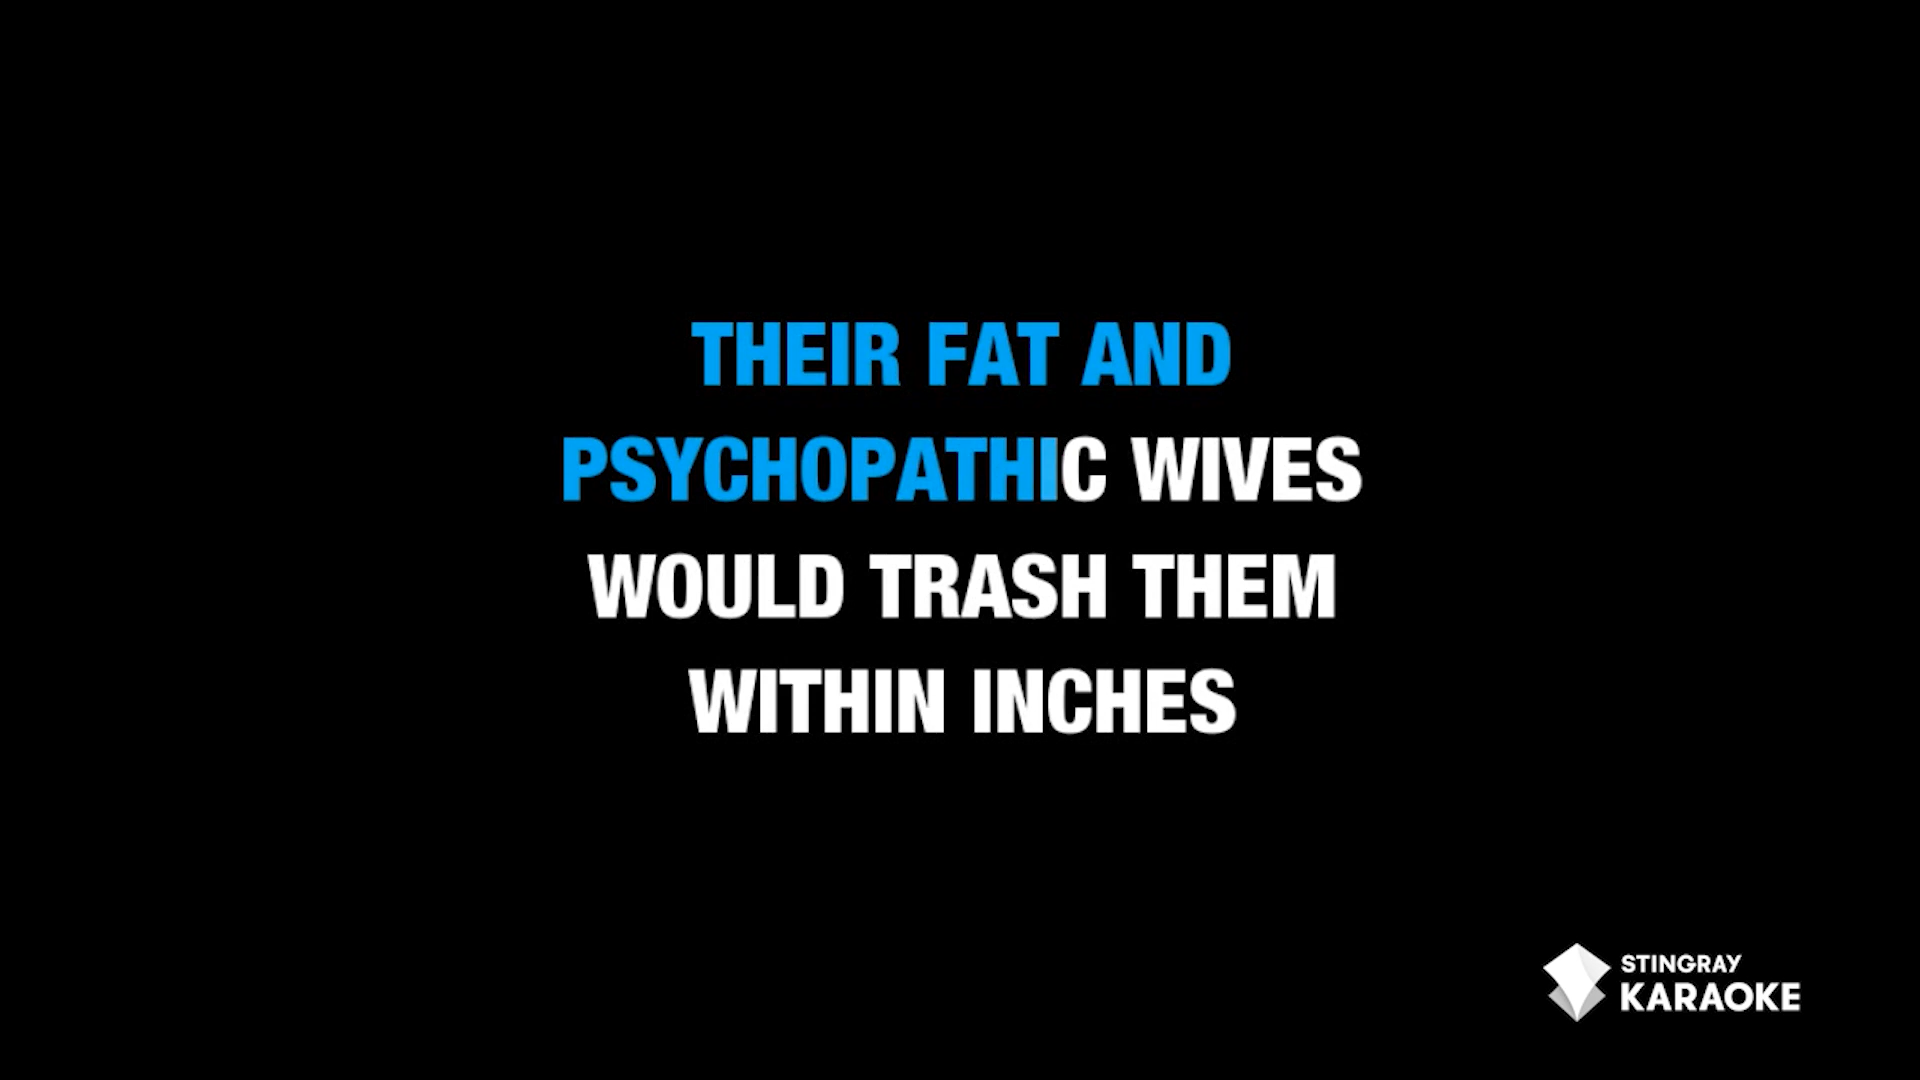 THEIR FAT AND
PSYCHOPATHIC WIVES
WOULD TRASH THEM
WITHIN INCHES
STINGRAY
KARAOKE